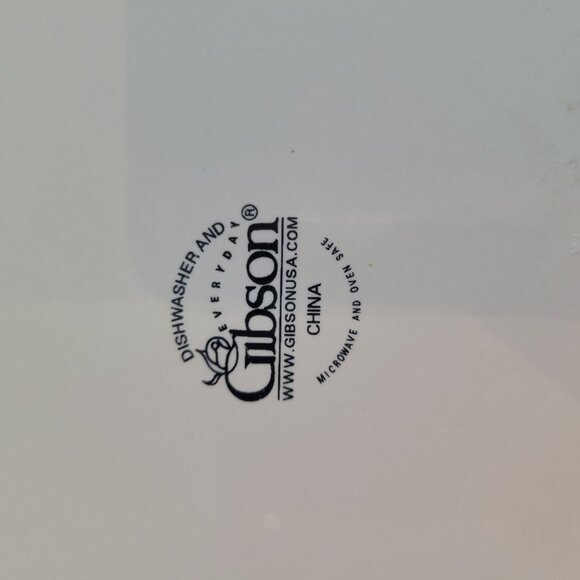 DISHWASHER AND
EVERYDAY
Gibson®
WWW.GIBSONUSA.COM
CHINA
MICROWAVE AND OVEN SAFE